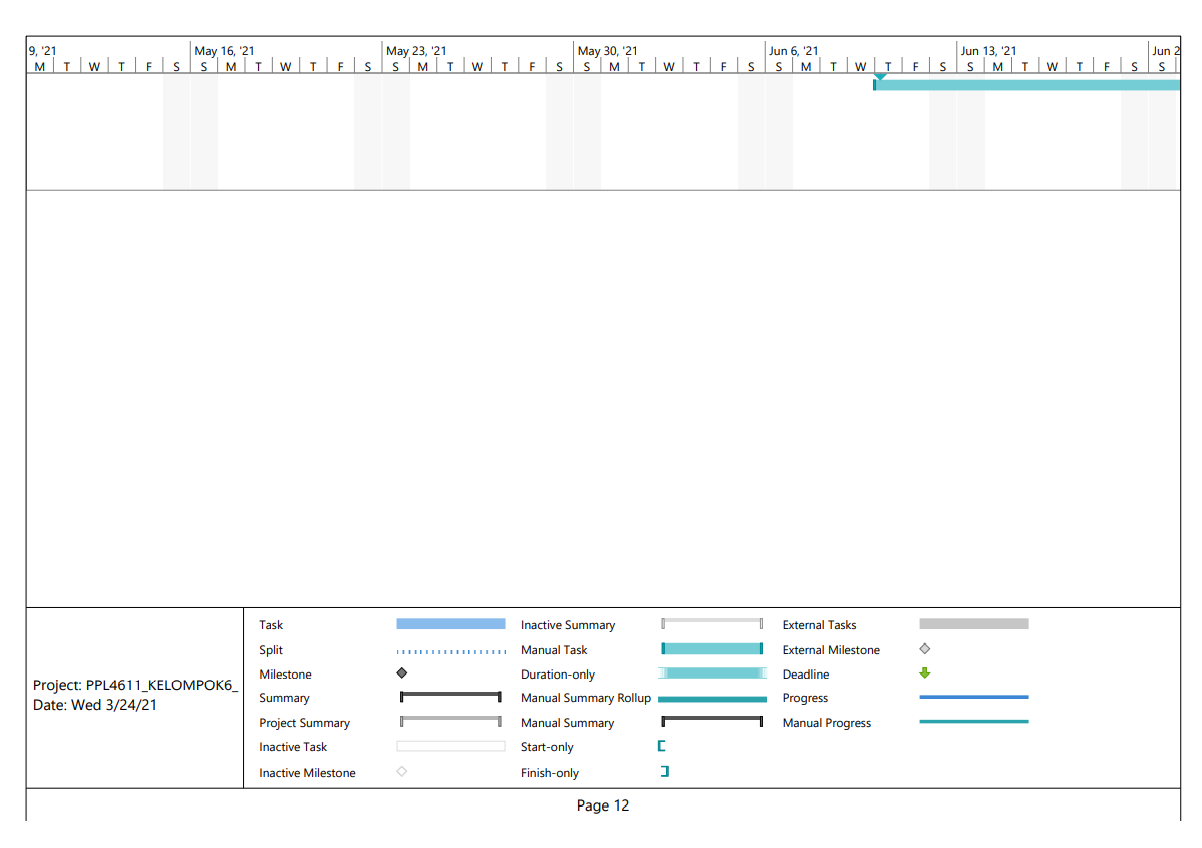 9, '21 May 16, '21 May 23, '21 May 30, '21 Jun 6, '21 Jun 13, '21 Jun 2
M T W T F S S M T W T F S S M T W T F S S M T W T F S S M T W T F S S M T W T F S S
Task Inactive Summary External Tasks
Split Manual Task External Milestone
Milestone Duration-only Deadline
Project: PPL4611_KELOMPOK6_
Date: Wed 3/24/21
Summary Manual Summary Rollup Progress
Project Summary Manual Summary Manual Progress
Inactive Task Start-only
Inactive Milestone Finish-only
Page 12